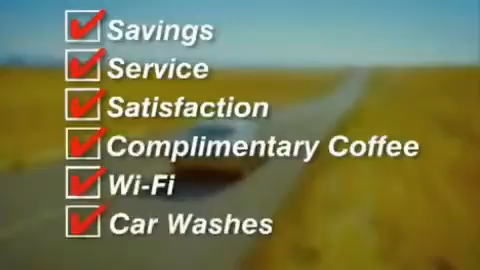 Savings
Service
Satisfaction
Complimentary Coffee
Wi-Fi
Car Washes